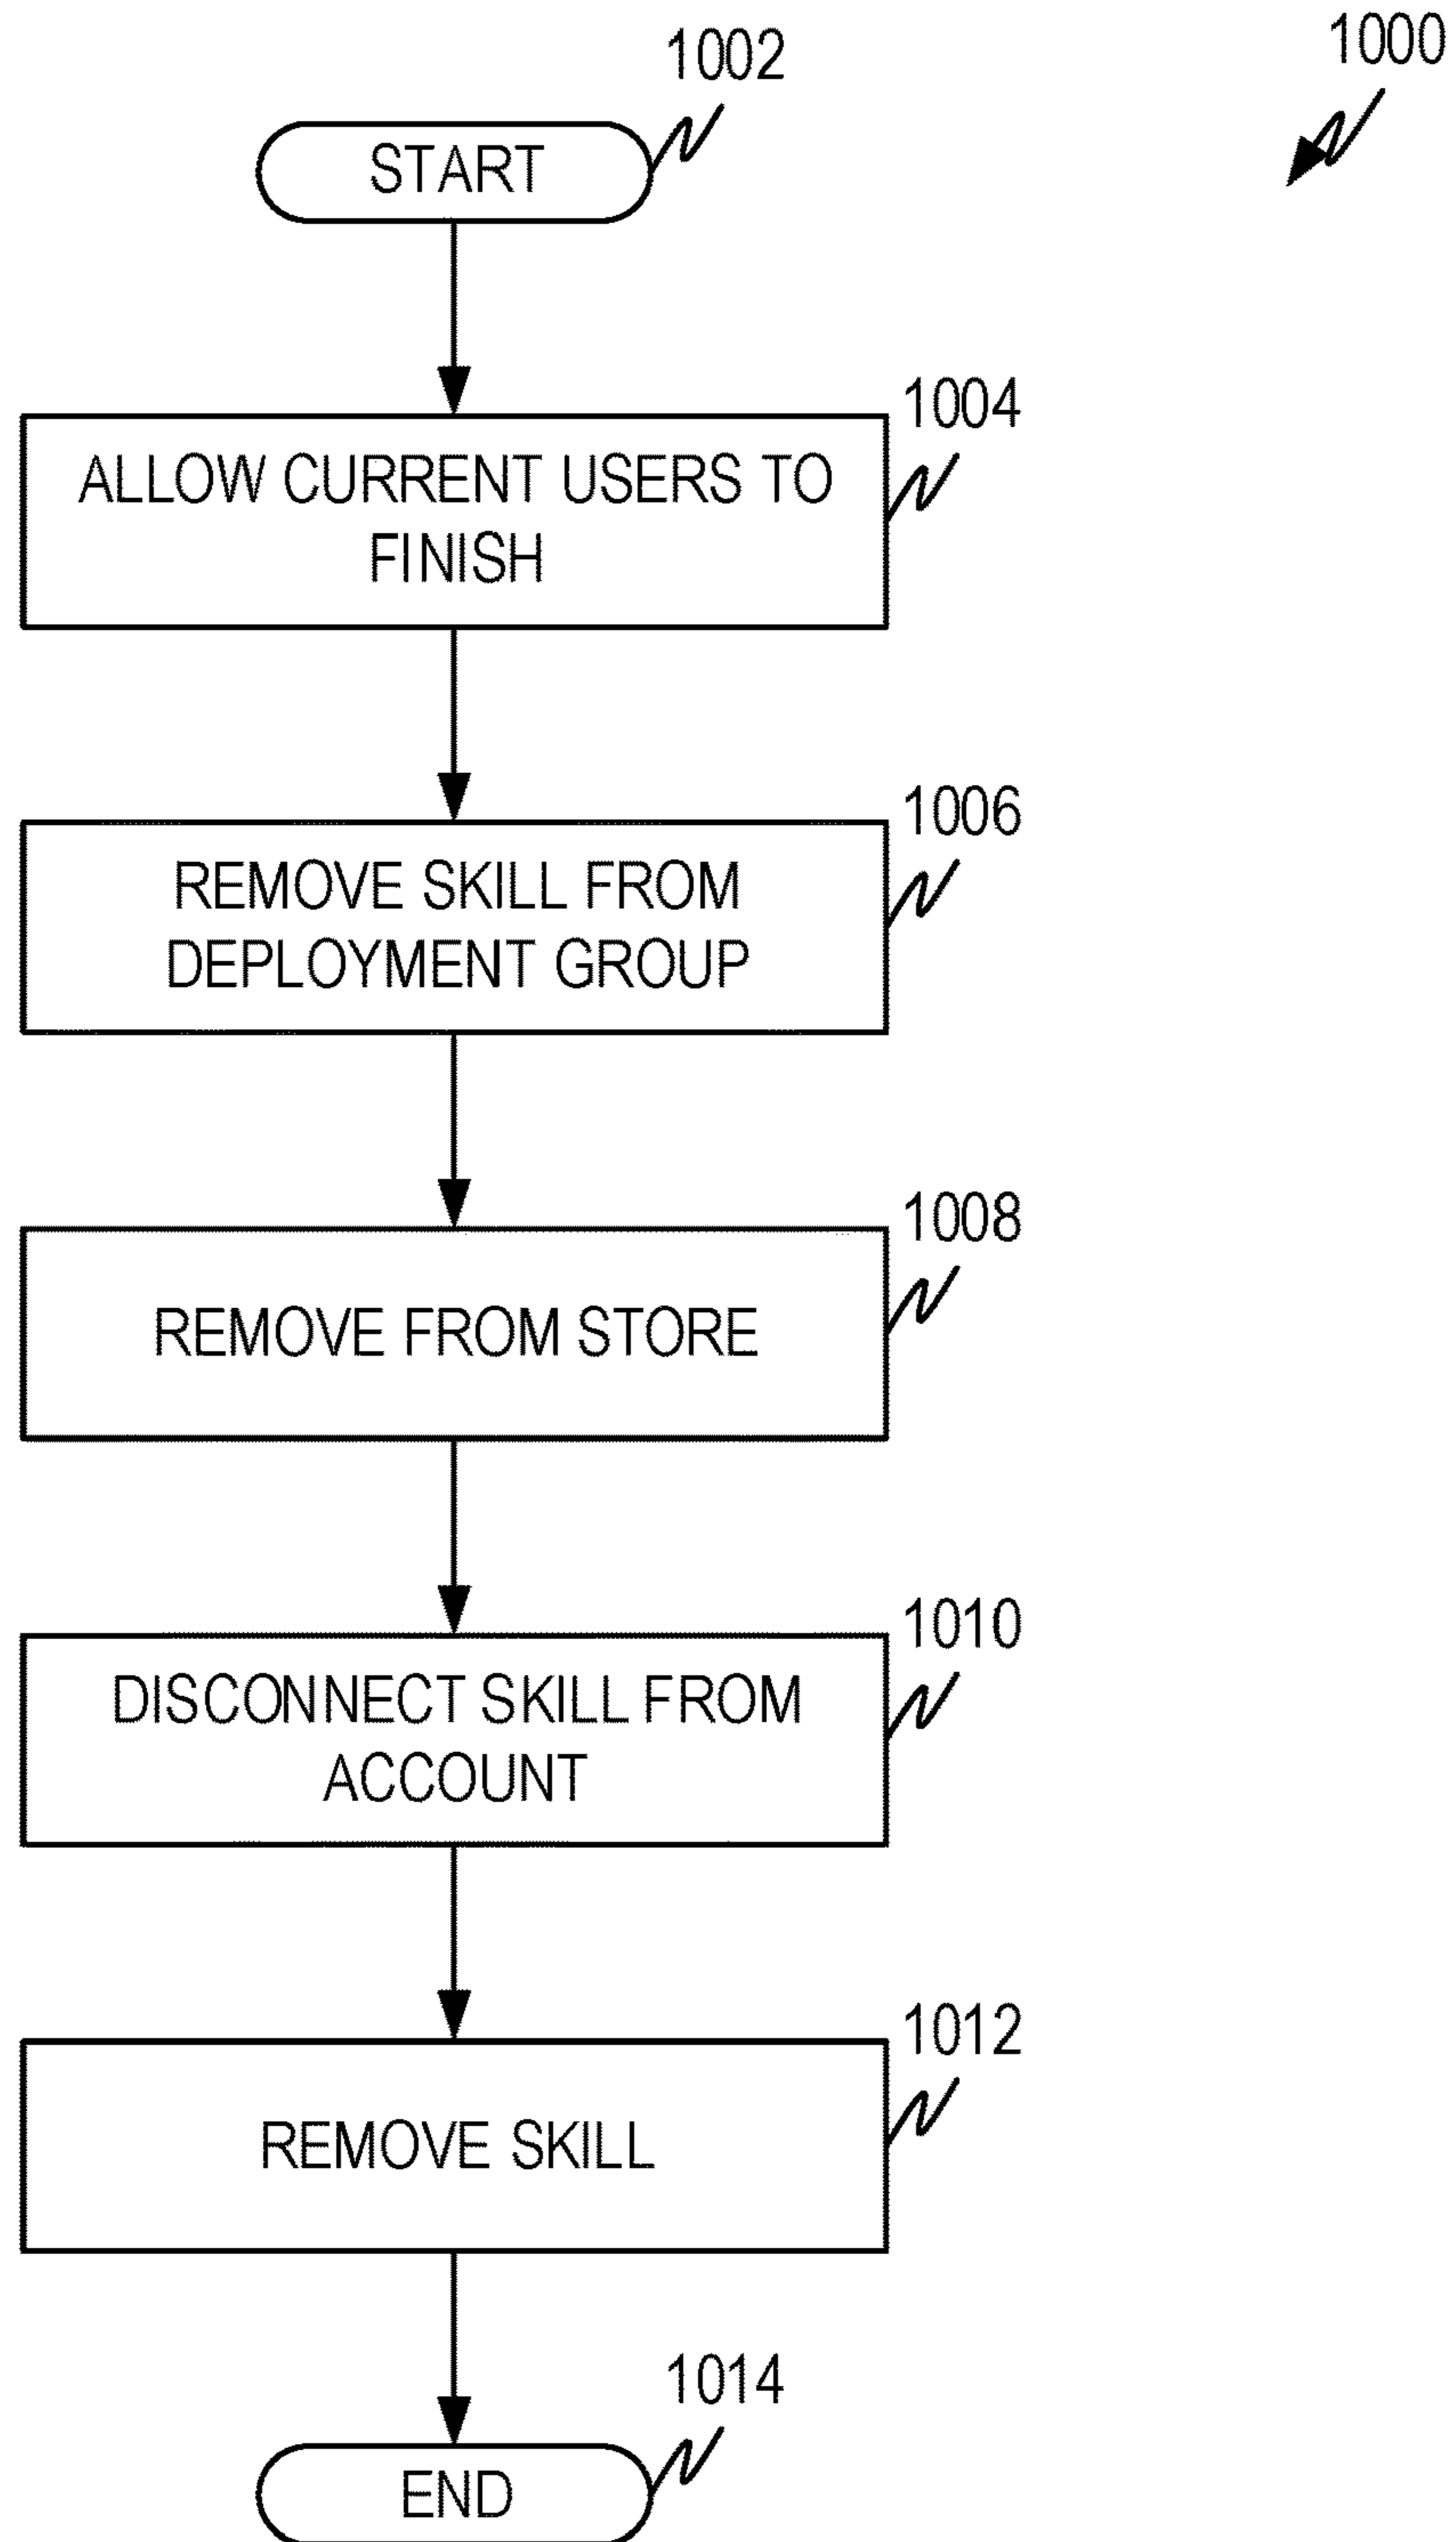 1002
1000
START
1004
ALLOW CURRENT USERS TO
FINISH
1006
REMOVE SKILL FROM
DEPLOYMENT GROUP
1008
REMOVE FROM STORE
1010
DISCONNECT SKILL FROM
ACCOUNT
1012
REMOVE SKILL
1014
END